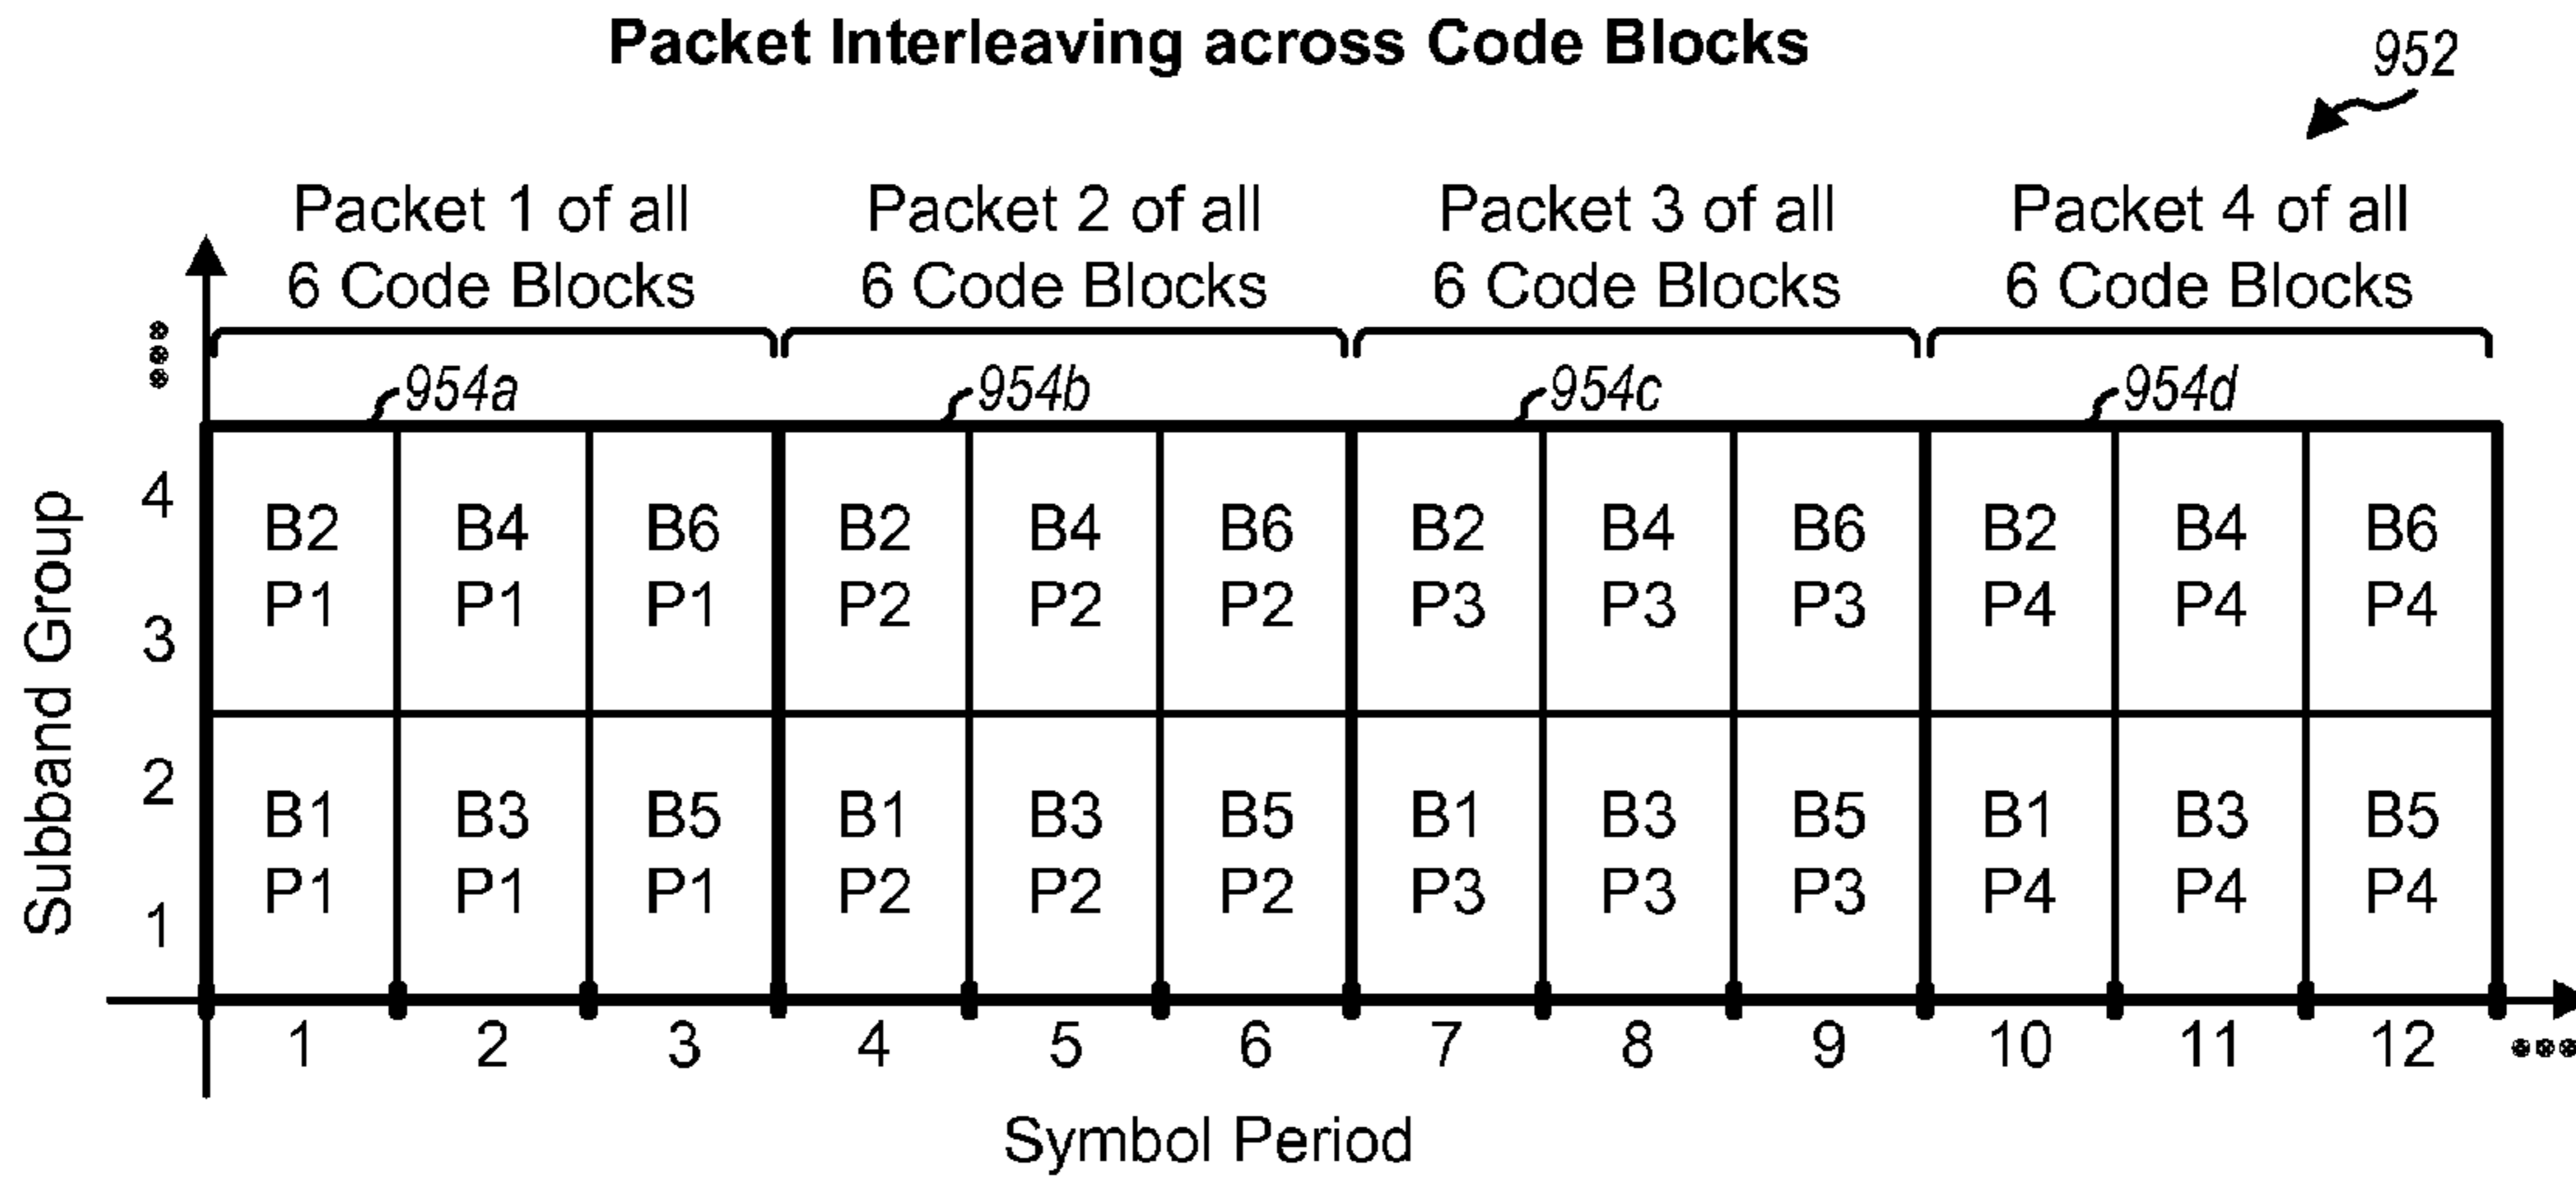 Packet Interleaving across Code Blocks
952
Packet 1 of all
6 Code Blocks
Packet 2 of all
6 Code Blocks
Packet 3 of all
6 Code Blocks
Packet 4 of all
6 Code Blocks
954a 954b 954c 954d
Subband Group
4
3
2
1
B2 B4 B6 B2 B4 B6 B2 B4 B6 B2 B4 B6
P1 P1 P1 P2 P2 P2 P3 P3 P3 P4 P4 P4
B1 B3 B5 B1 B3 B5 B1 B3 B5 B1 B3 B5
P1 P1 P1 P2 P2 P2 P3 P3 P3 P4 P4 P4
1 2 3 4 5 6 7 8 9 10 11 12
Symbol Period